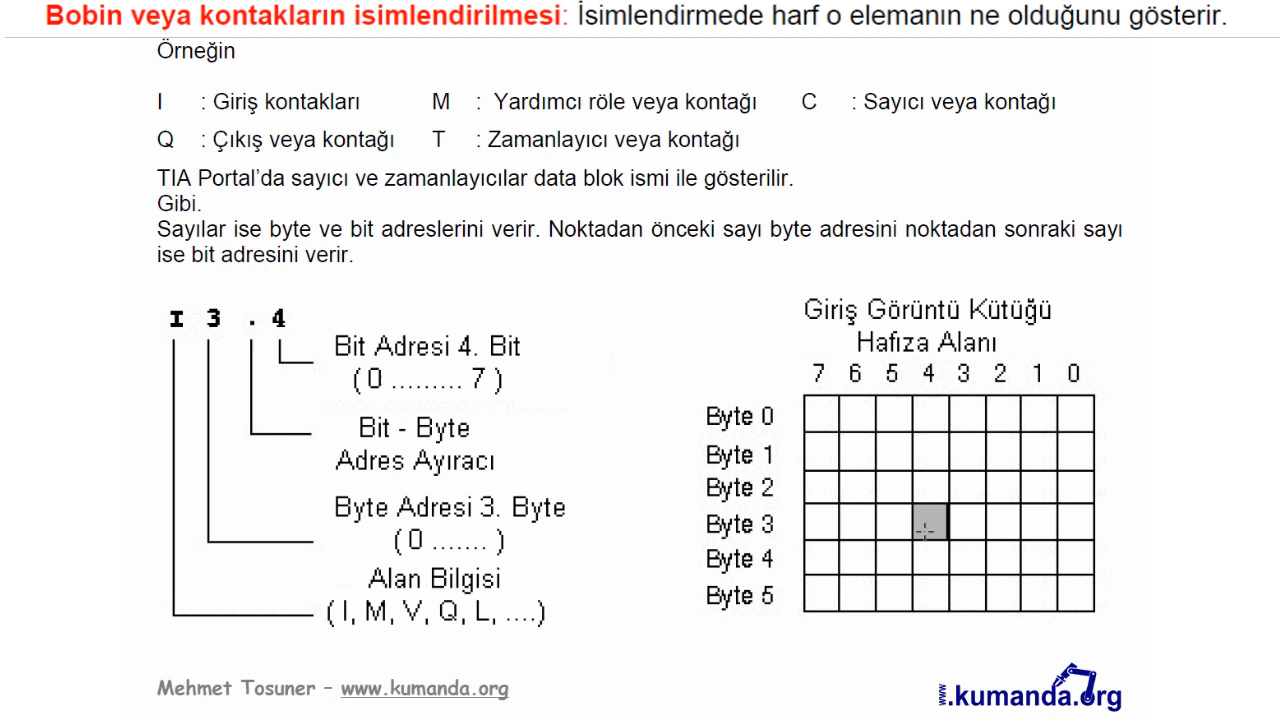 Bobin veya kontakların isimlendirilmesi: İsimlendirmede harf o elemanın ne olduğunu gösterir.
Örneğin
I : Giriş kontakları M : Yardımcı röle veya kontağı C : Sayıcı veya kontağı
Q : Çıkış veya kontağı T : Zamanlayıcı veya kontağı
TIA Portal'da sayıcı ve zamanlayıcılar data blok ismi ile gösterilir.
Gibi.
Sayılar ise byte ve bit adreslerini verir. Noktadan önceki sayı byte adresini noktadan sonraki sayı
ise bit adresini verir.
I 3 . 4
Bit Adresi 4. Bit
( 0 ......... 7 )
Bit - Byte
Adres Ayıracı
Byte Adresi 3. Byte
( 0 ....... )
Alan Bilgisi
( I, M, V, Q, L, ....)
Giriş Görüntü Kütüğü
Hafıza Alanı
7 6 5 4 3 2 1 0
Byte 0
Byte 1
Byte 2
Byte 3
Byte 4
Byte 5
Mehmet Tosuner – www.kumanda.org
www.kumanda.org